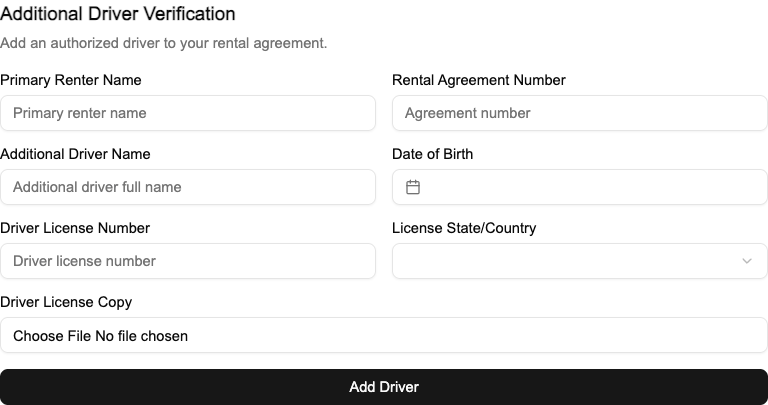 Additional Driver Verification
Add an authorized driver to your rental agreement.
Primary Renter Name
Primary renter name
Rental Agreement Number
Agreement number
Additional Driver Name
Additional driver full name
Date of Birth
Driver License Number
Driver license number
License State/Country
Driver License Copy
Choose File No file chosen
Add Driver